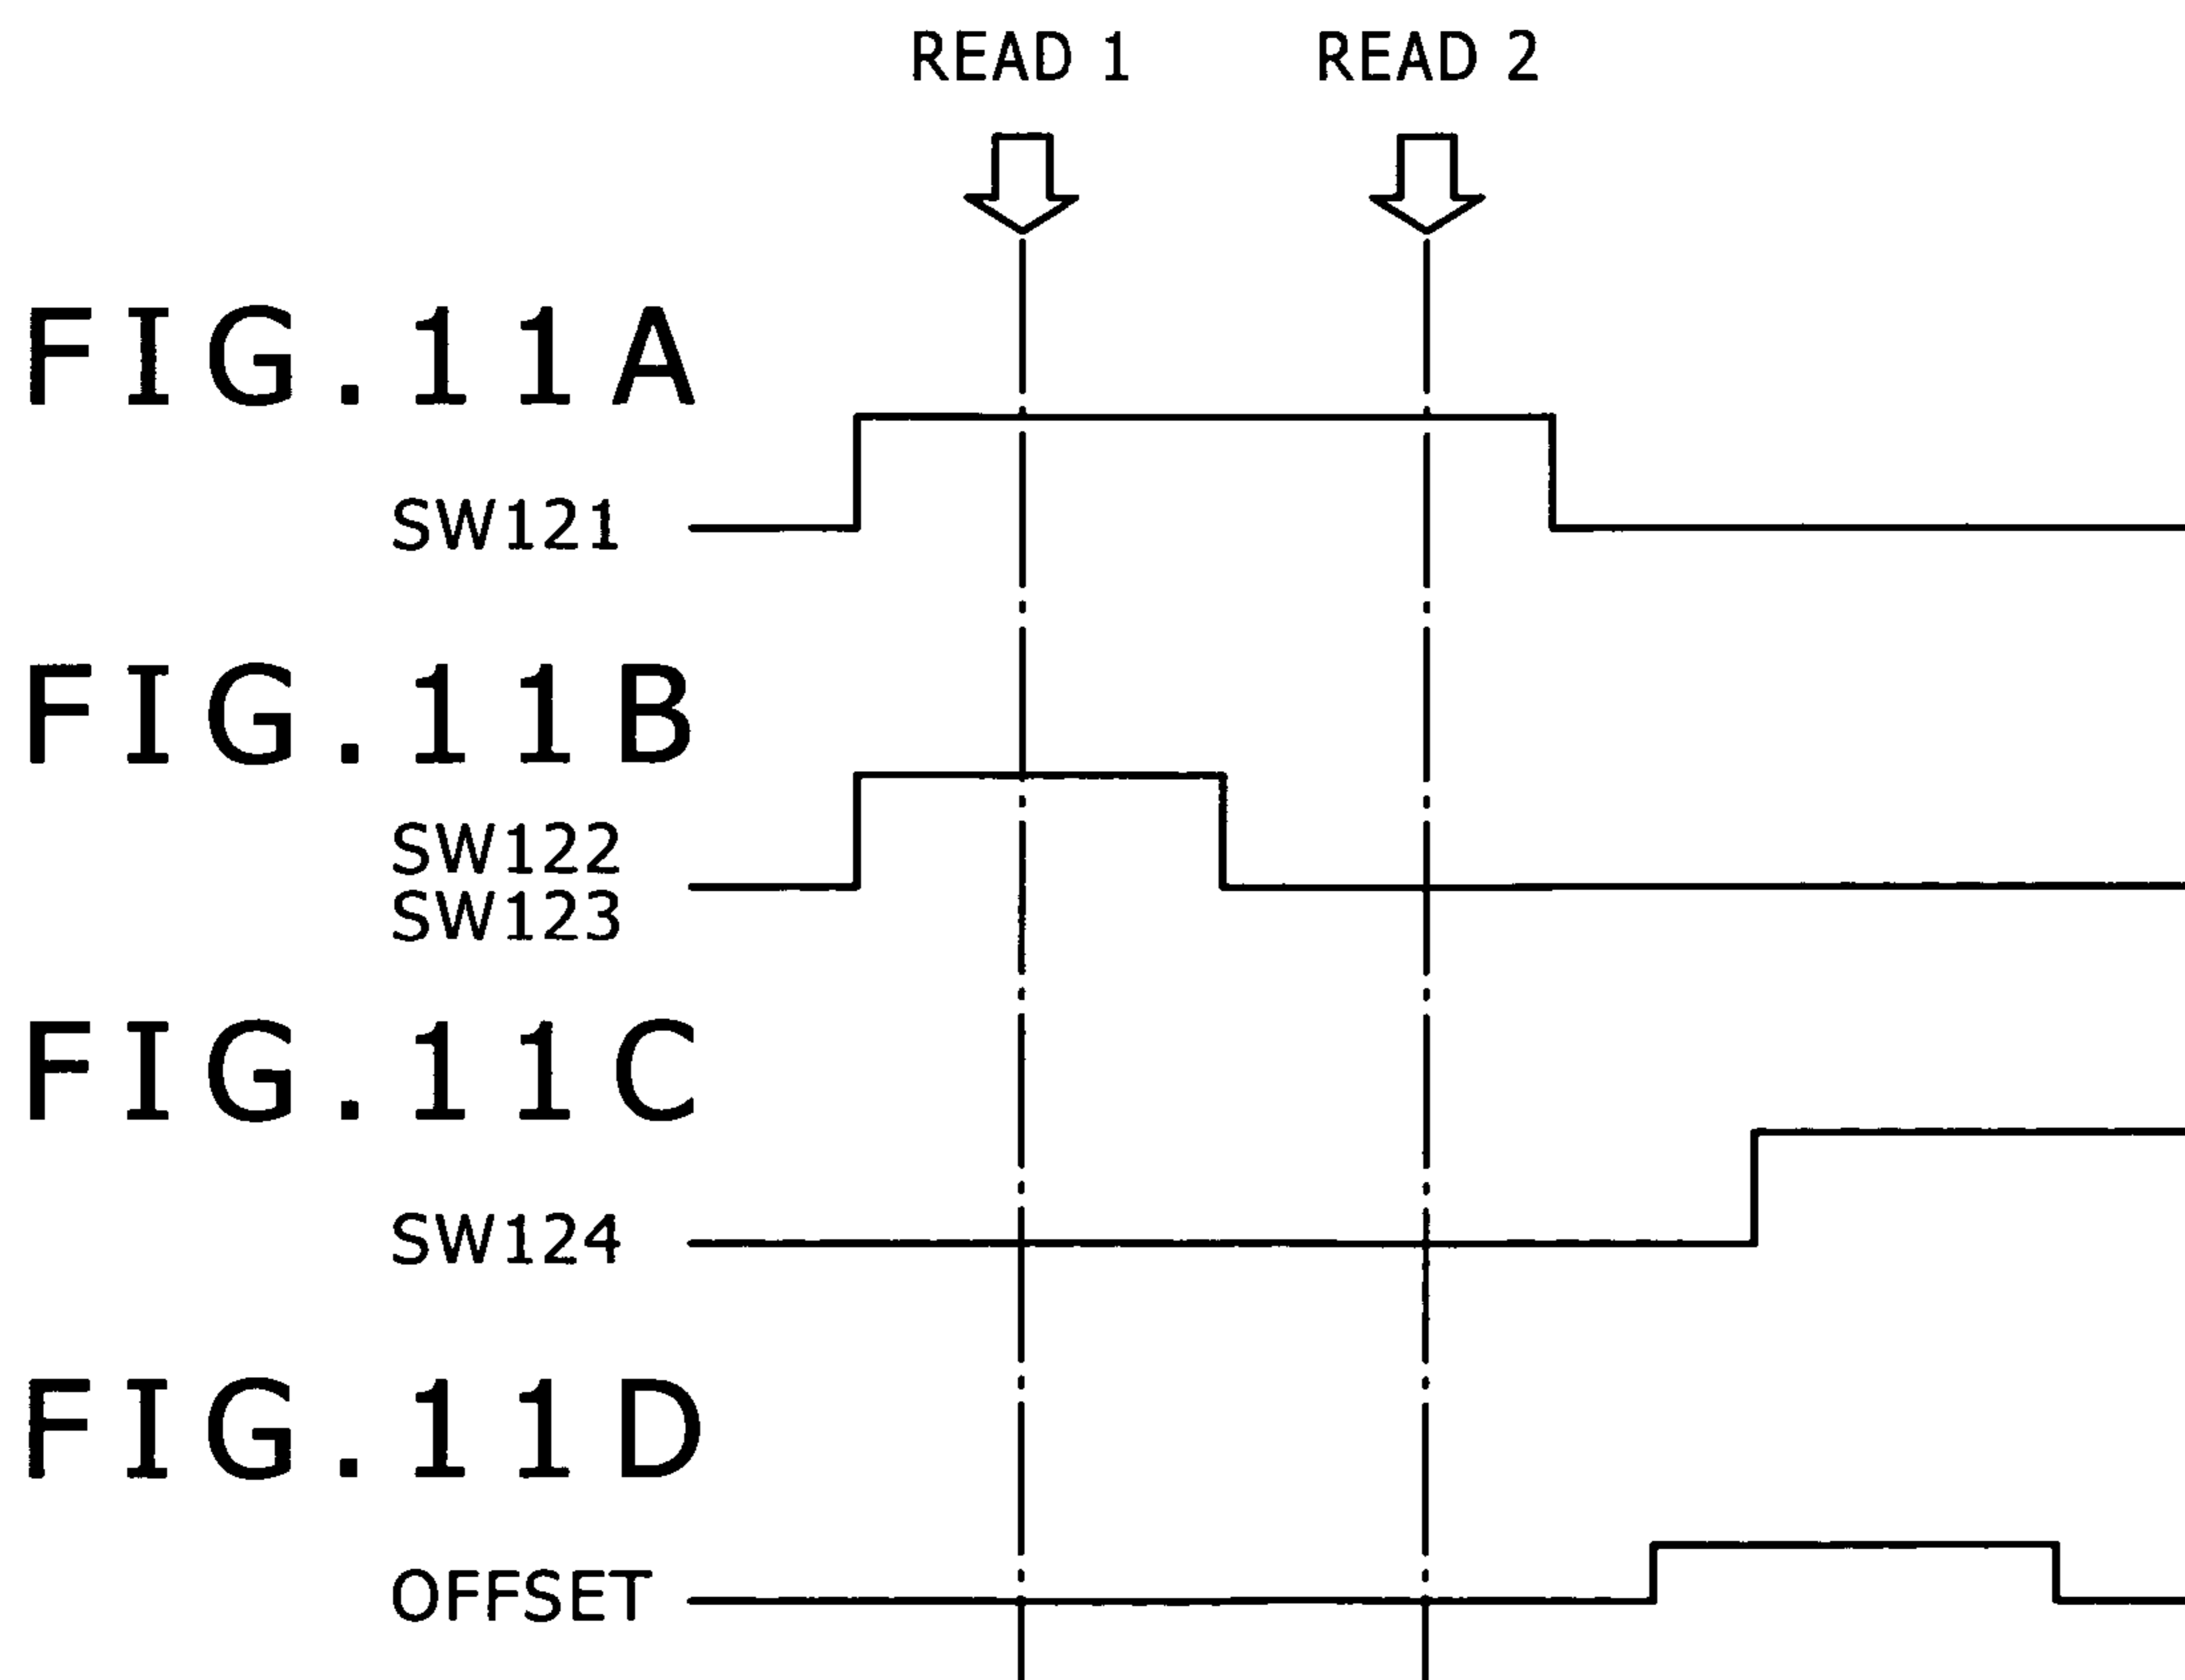 READ 1 READ 2
FIG.11A
SW121
FIG.11B
SW122
SW123
FIG.11C
SW124
FIG.11D
OFFSET